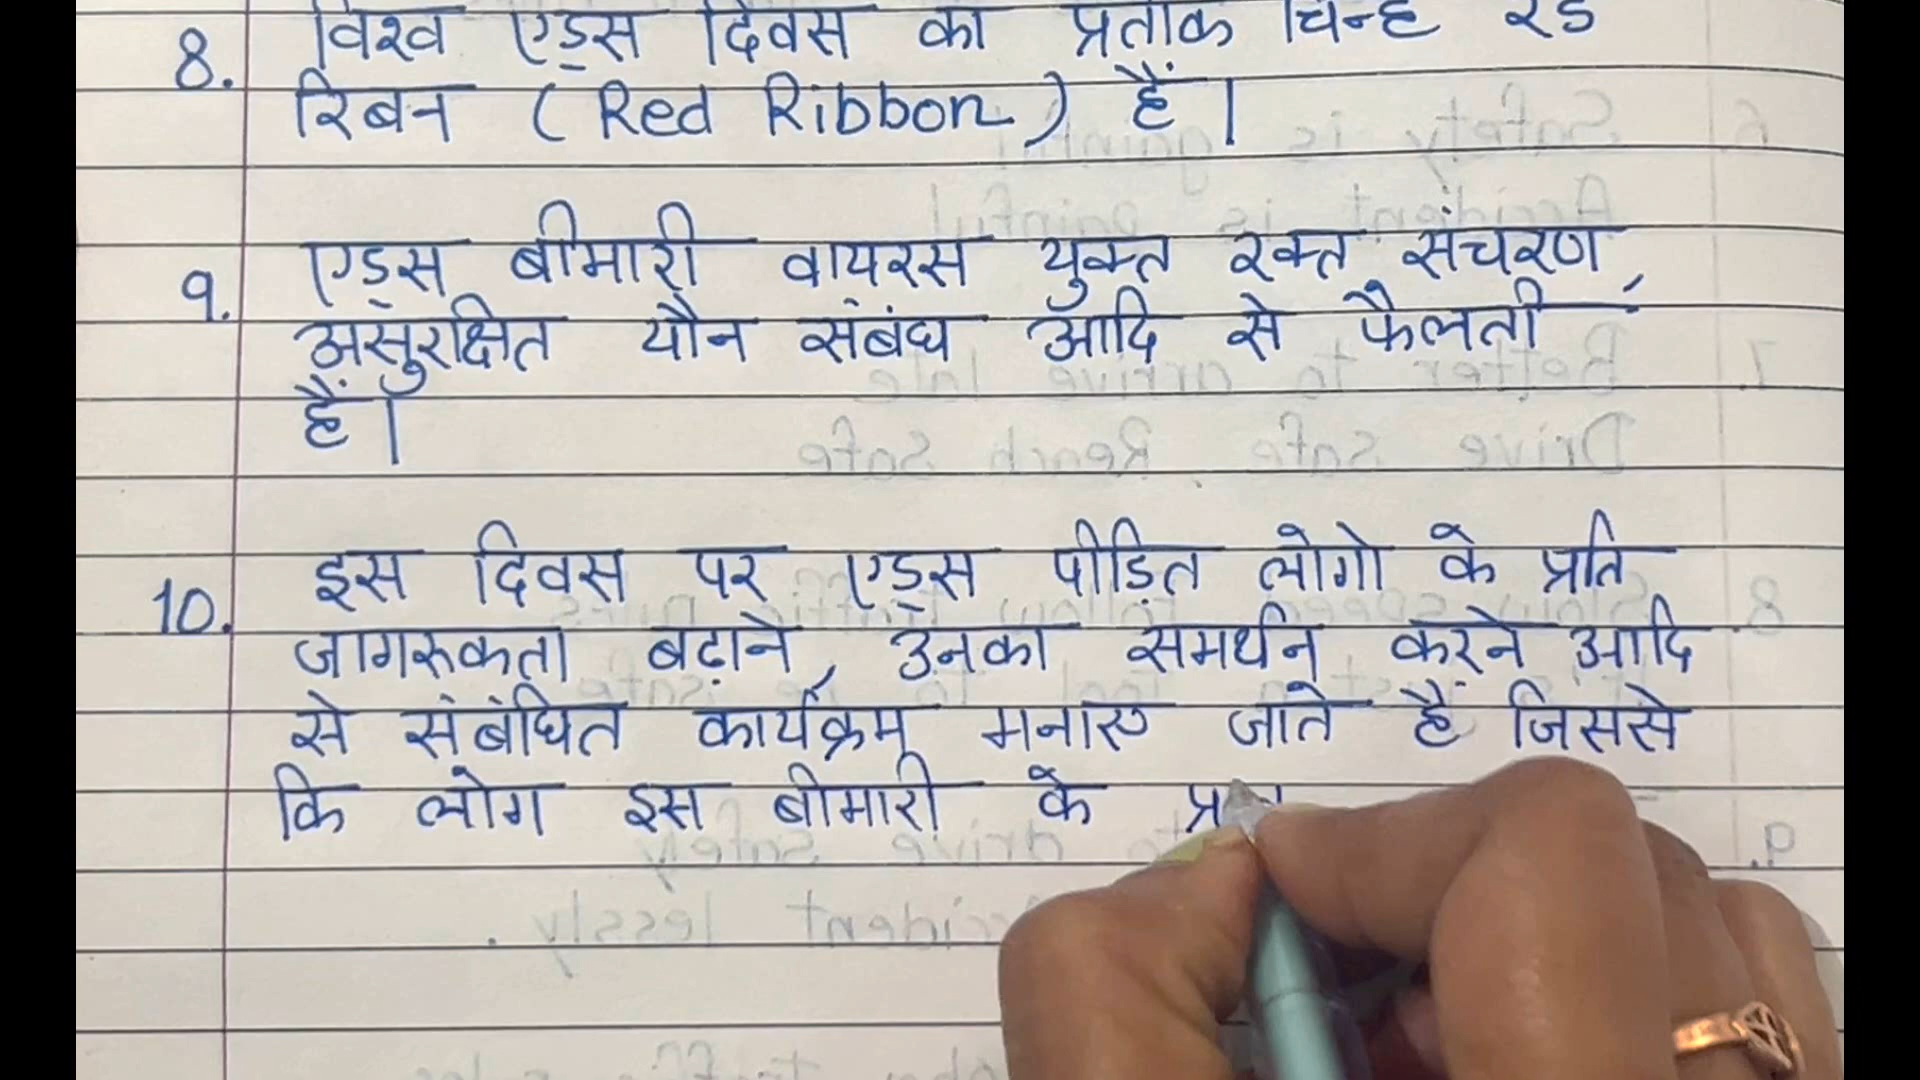 8. विश्व एड्स दिवस का प्रतीक चिन्ह रेड
रिबन (Red Ribbon) हैं।
9. एड्स बीमारी वायरस युक्त रक्त संचरण,
असुरक्षित यौन संबंध आदि से फैलती
हैं।
10. इस दिवस पर एड्स पीड़ित लोगो के प्रति
जागरूकता बढ़ाने, उनका समर्थन करने आदि
से संबंधित कार्यक्रम मनाए जाते हैं जिससे
कि लोग इस बीमारी के